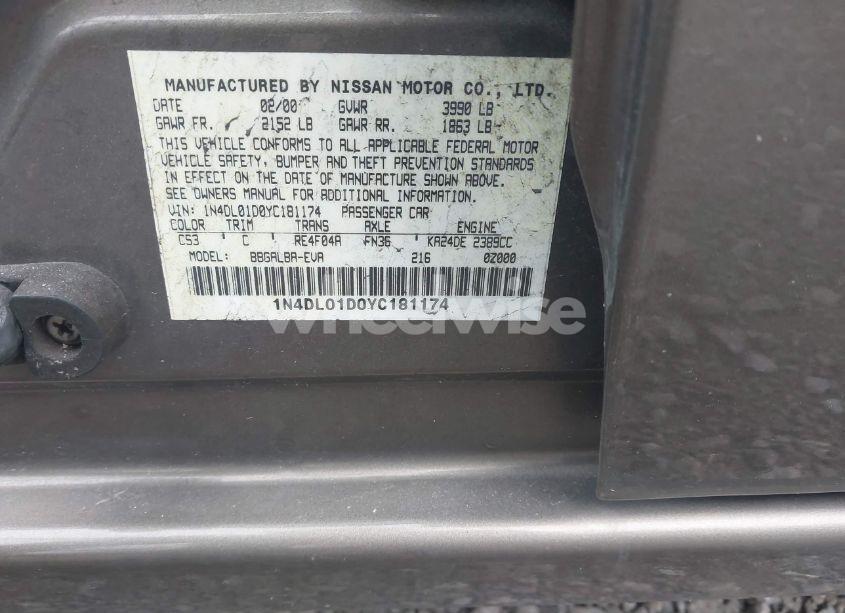 MANUFACTURED BY NISSAN MOTOR CO., LTD.
DATE 02/00 GVWR 3990 LB
GAWR FR. 2152 LB GAWR RR. 1863 LB
THIS VEHICLE CONFORMS TO ALL APPLICABLE FEDERAL MOTOR
VEHICLE SAFETY, BUMPER AND THEFT PREVENTION STANDARDS
IN EFFECT ON THE DATE OF MANUFACTURE SHOWN ABOVE.
SEE OWNERS MANUAL FOR ADDITIONAL INFORMATION.
VIN: 1N4DL01D0YC181174 PASSENGER CAR
COLOR TRIM TRANS AXLE ENGINE
CS3 C RE4F04A FN36 KA24DE 2389CC
MODEL: BBGALBA-EVA 216 0Z000
1N4DL01D0YC181174
wheelwise